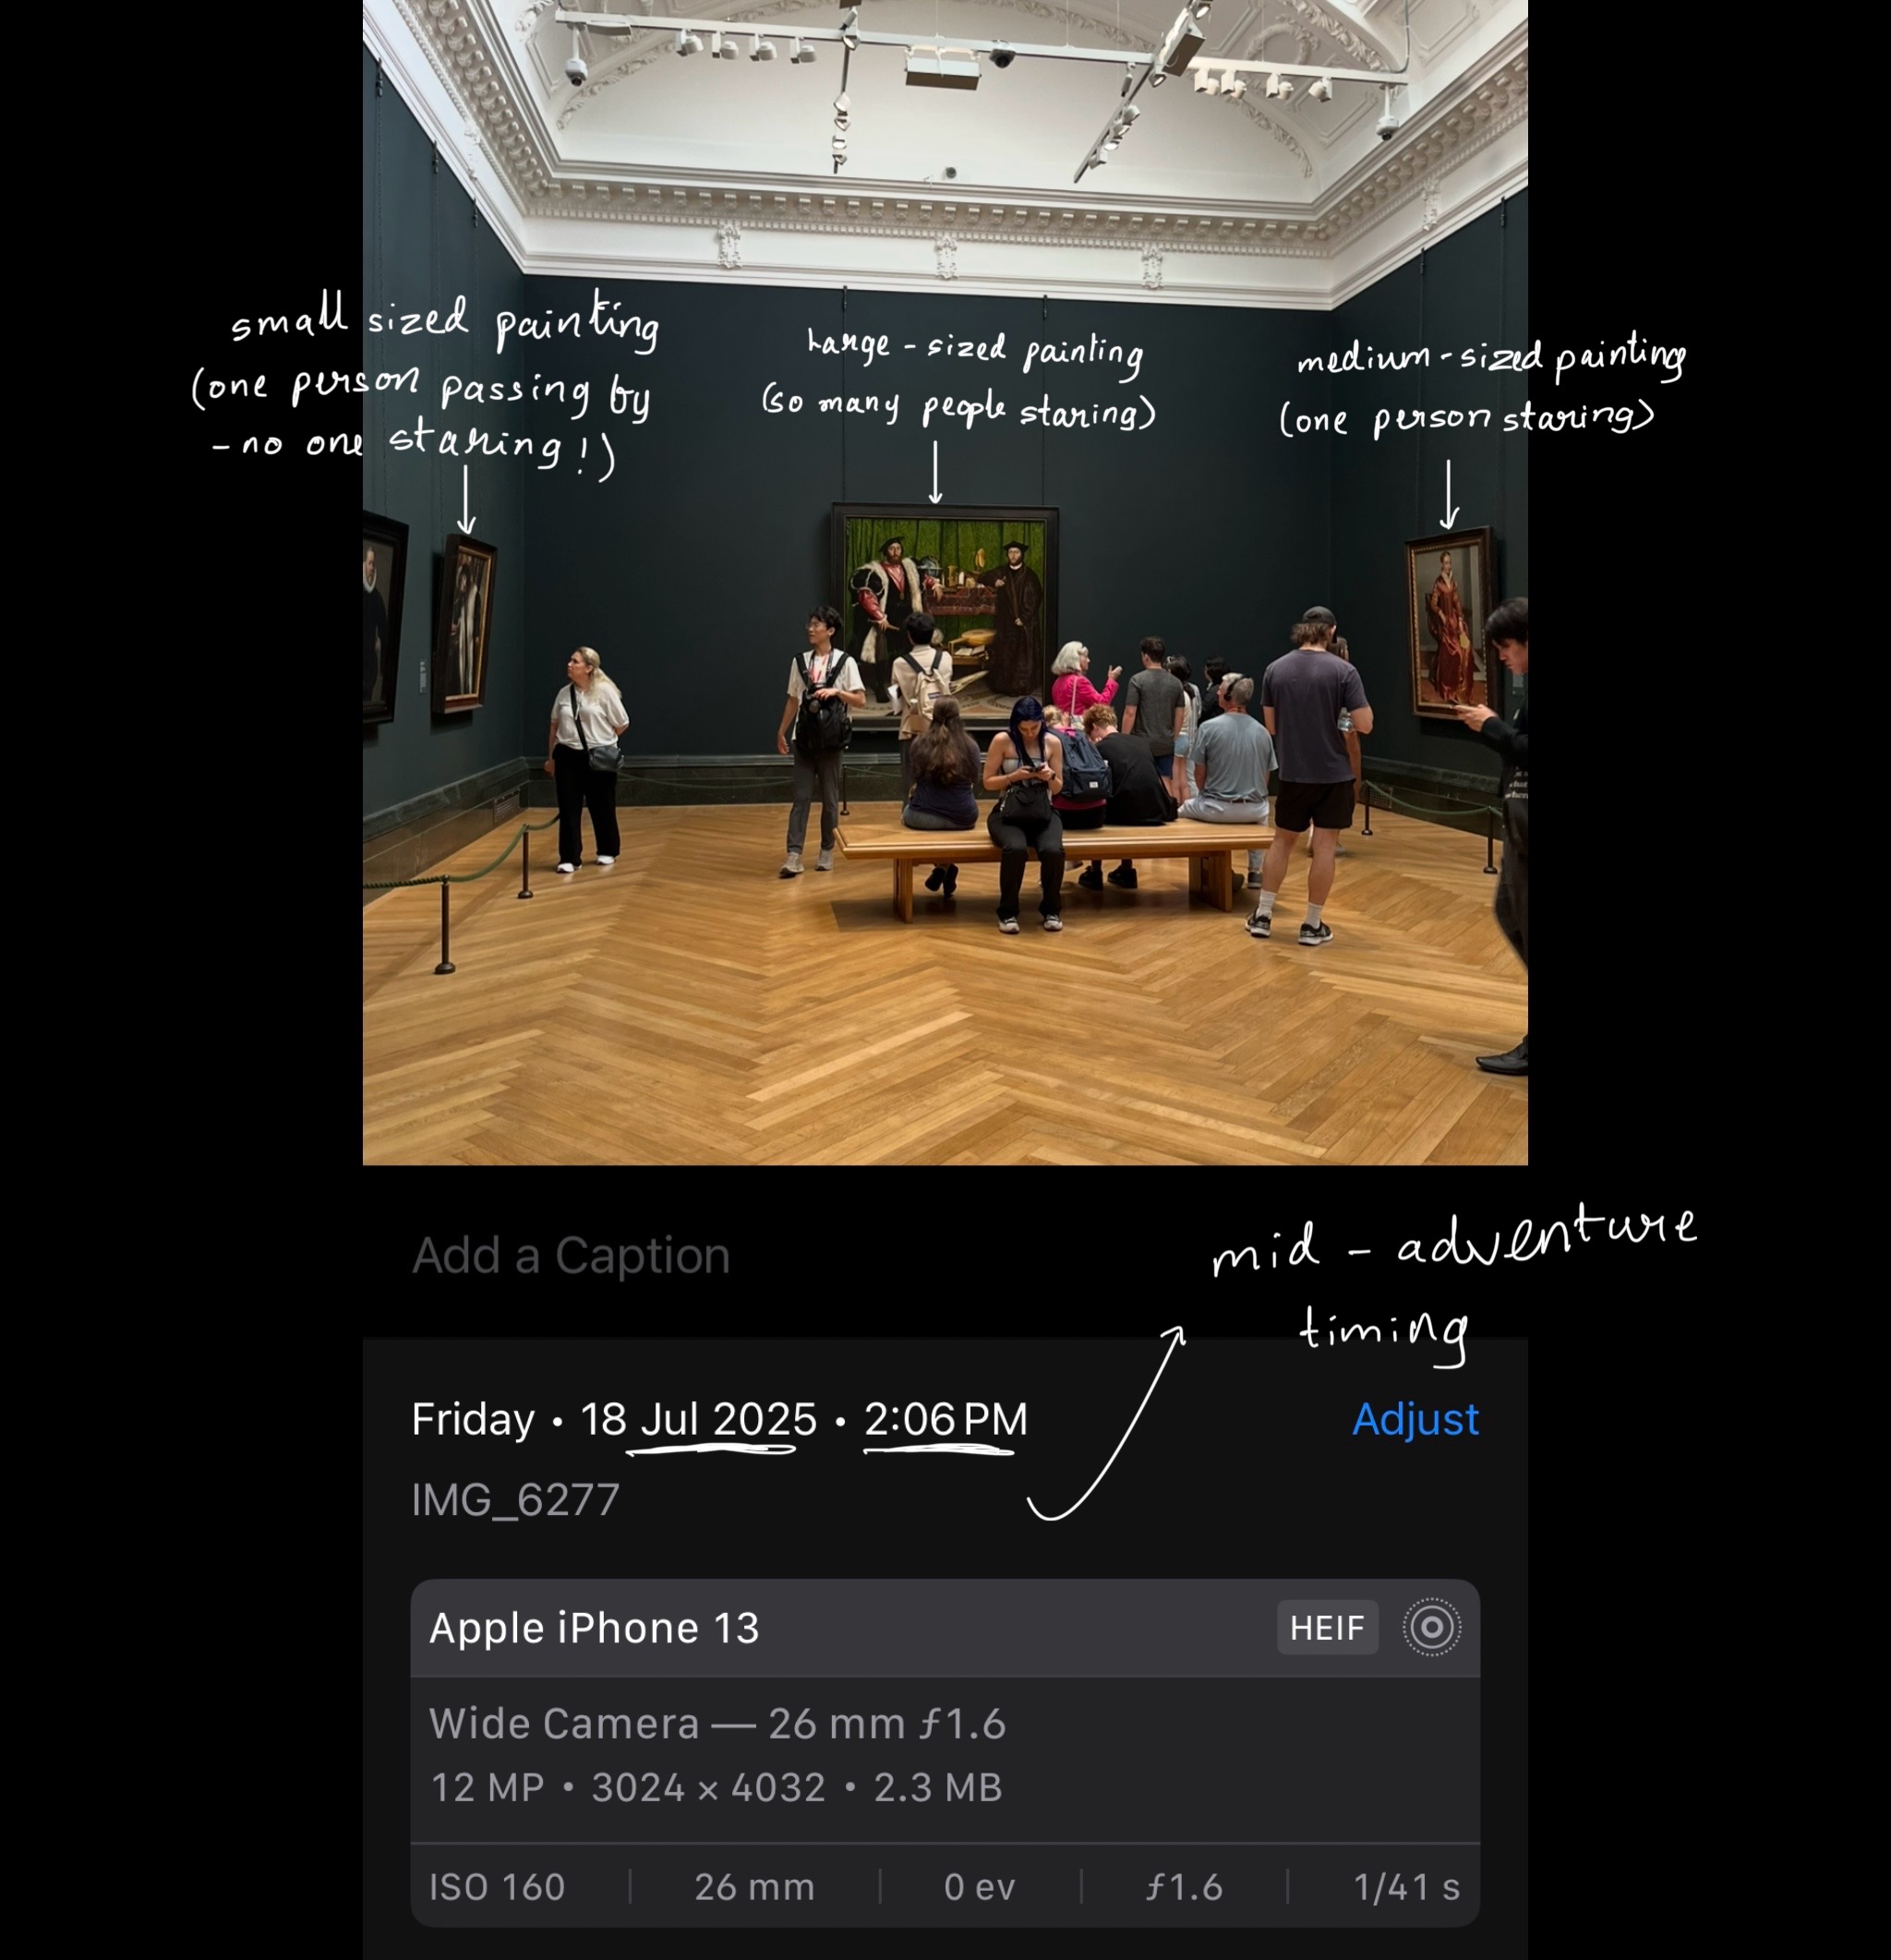 small sized painting
(one person passing by
- no one staring!)
Large - sized painting
(so many people staring)
medium - sized painting
(one person staring)
Add a Caption
mid - adventure
timing
Friday • 18 Jul 2025 • 2:06 PM
Adjust
IMG_6277
Apple iPhone 13
HEIF
Wide Camera — 26 mm ƒ1.6
12 MP • 3024 × 4032 • 2.3 MB
ISO 160 | 26 mm | 0 ev | ƒ1.6 | 1/41 s